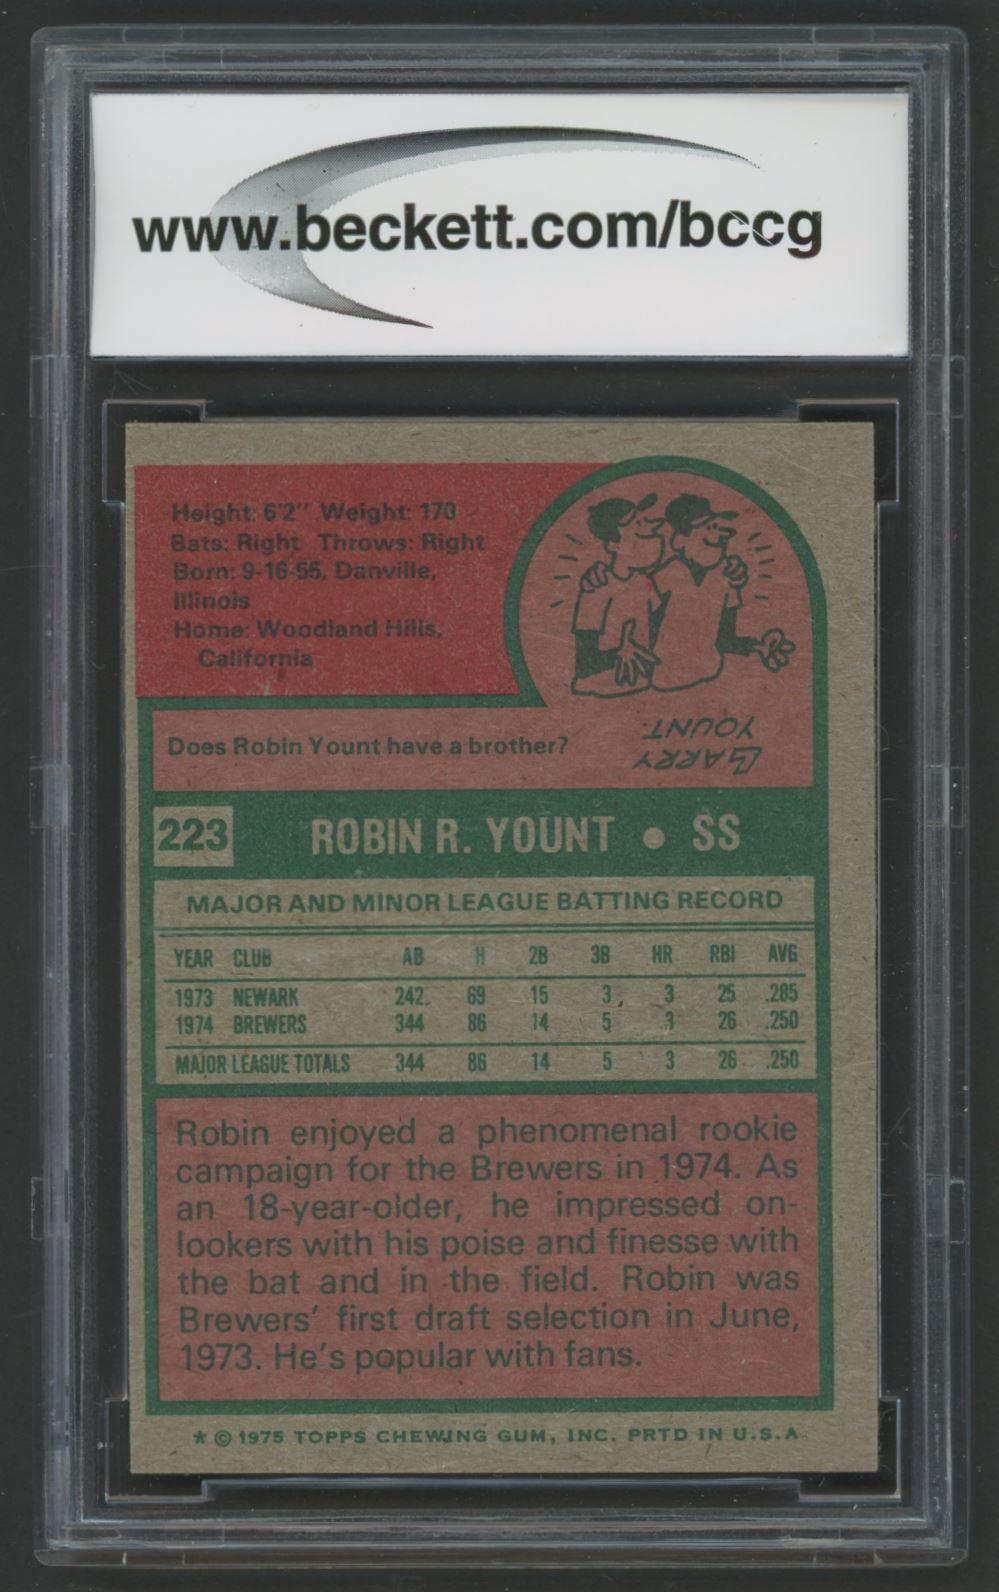 www.beckett.com/bccg
Height: 6'2" Weight: 170
Bats: Right Throws: Right
Born: 9-16-55, Danville,
Illinois
Home: Woodland Hills,
California
LARRY
YOUNT.
Does Robin Yount have a brother?
223 ROBIN R. YOUNT • SS
MAJOR AND MINOR LEAGUE BATTING RECORD
YEAR CLUB AB H 2B 3B HR RBI AVG
1973 NEWARK 242 69 15 3 3 25 .285
1974 BREWERS 344 86 14 5 3 26 .250
MAJOR LEAGUE TOTALS 344 86 14 5 3 26 .250
Robin enjoyed a phenomenal rookie
campaign for the Brewers in 1974. As
an 18-year-older, he impressed on-
lookers with his poise and finesse with
the bat and in the field. Robin was
Brewers' first draft selection in June,
1973. He's popular with fans.
* © 1975 TOPPS CHEWING GUM, INC. PRTD IN U.S.A.